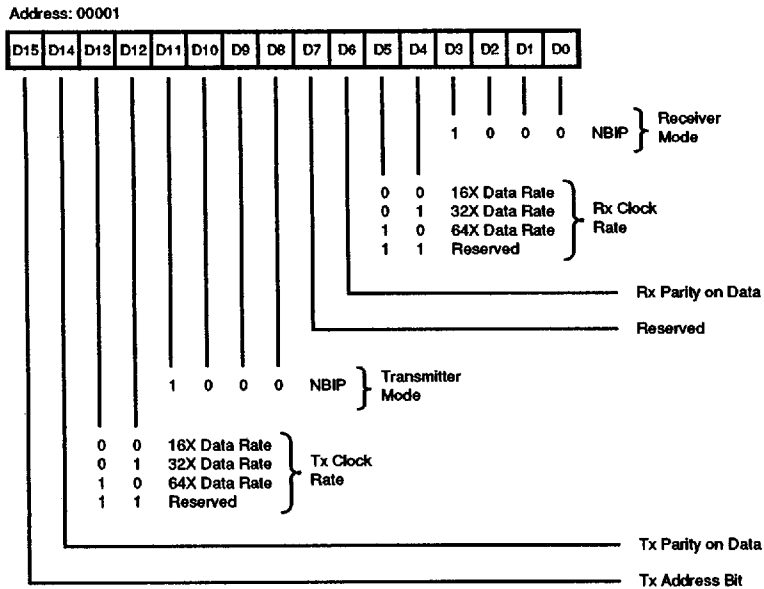 Address: 00001
D15 D14 D13 D12 D11 D10 D9 D8 D7 D6 D5 D4 D3 D2 D1 D0
1 0 0 0 NBIP Receiver Mode
0 0 16X Data Rate
0 1 32X Data Rate
1 0 64X Data Rate
1 1 Reserved
Rx Clock
Rate
Rx Parity on Data
Reserved
1 0 0 0 NBIP Transmitter Mode
0 0 16X Data Rate
0 1 32X Data Rate
1 0 64X Data Rate
1 1 Reserved
Tx Clock
Rate
Tx Parity on Data
Tx Address Bit